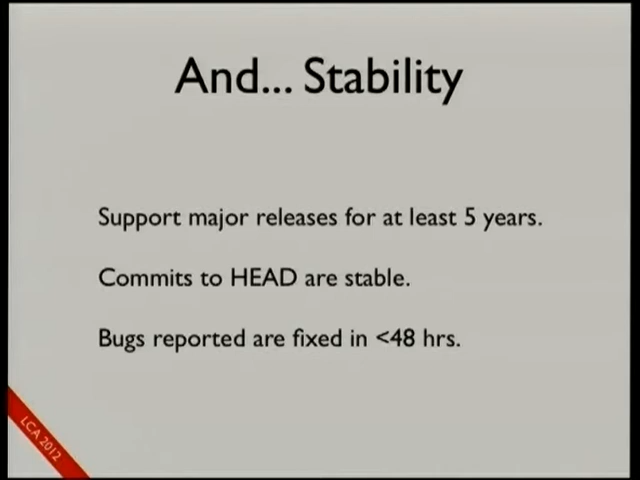 And... Stability
Support major releases for at least 5 years.
Commits to HEAD are stable.
Bugs reported are fixed in <48 hrs.
LCA 2012